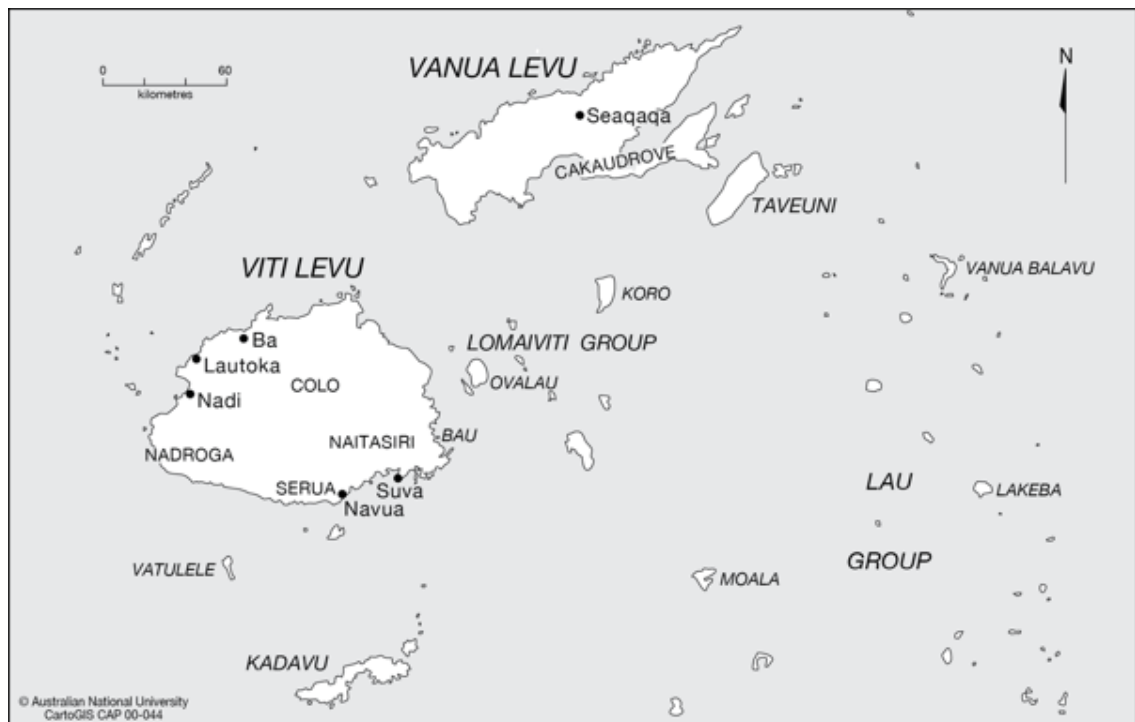 VANUA LEVU
N
0 60
kilometres
Seaqaqa
CAKAUDROVE
TAVEUNI
VITI LEVU
VANUA BALAVU
KORO
Ba
LOMAIVITI GROUP
Lautoka
COLO
OVALAU
Nadi
NAITASIRI
BAU
NADROGA
SERUA
Suva
Navua
LAU
GROUP
LAKEBA
VATULELE
MOALA
KADAVU
© Australian National University
CartoGIS CAP 00-044